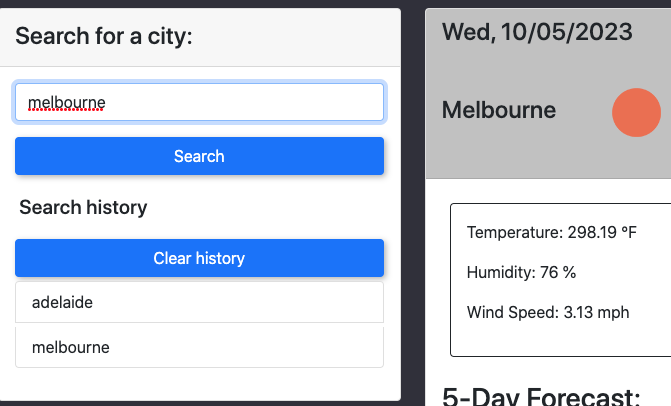 Search for a city:
melbourne
Search
Search history
Clear history
adelaide
melbourne
Wed, 10/05/2023
Melbourne
Temperature: 298.19 °F
Humidity: 76 %
Wind Speed: 3.13 mph
5-Day Forecast: